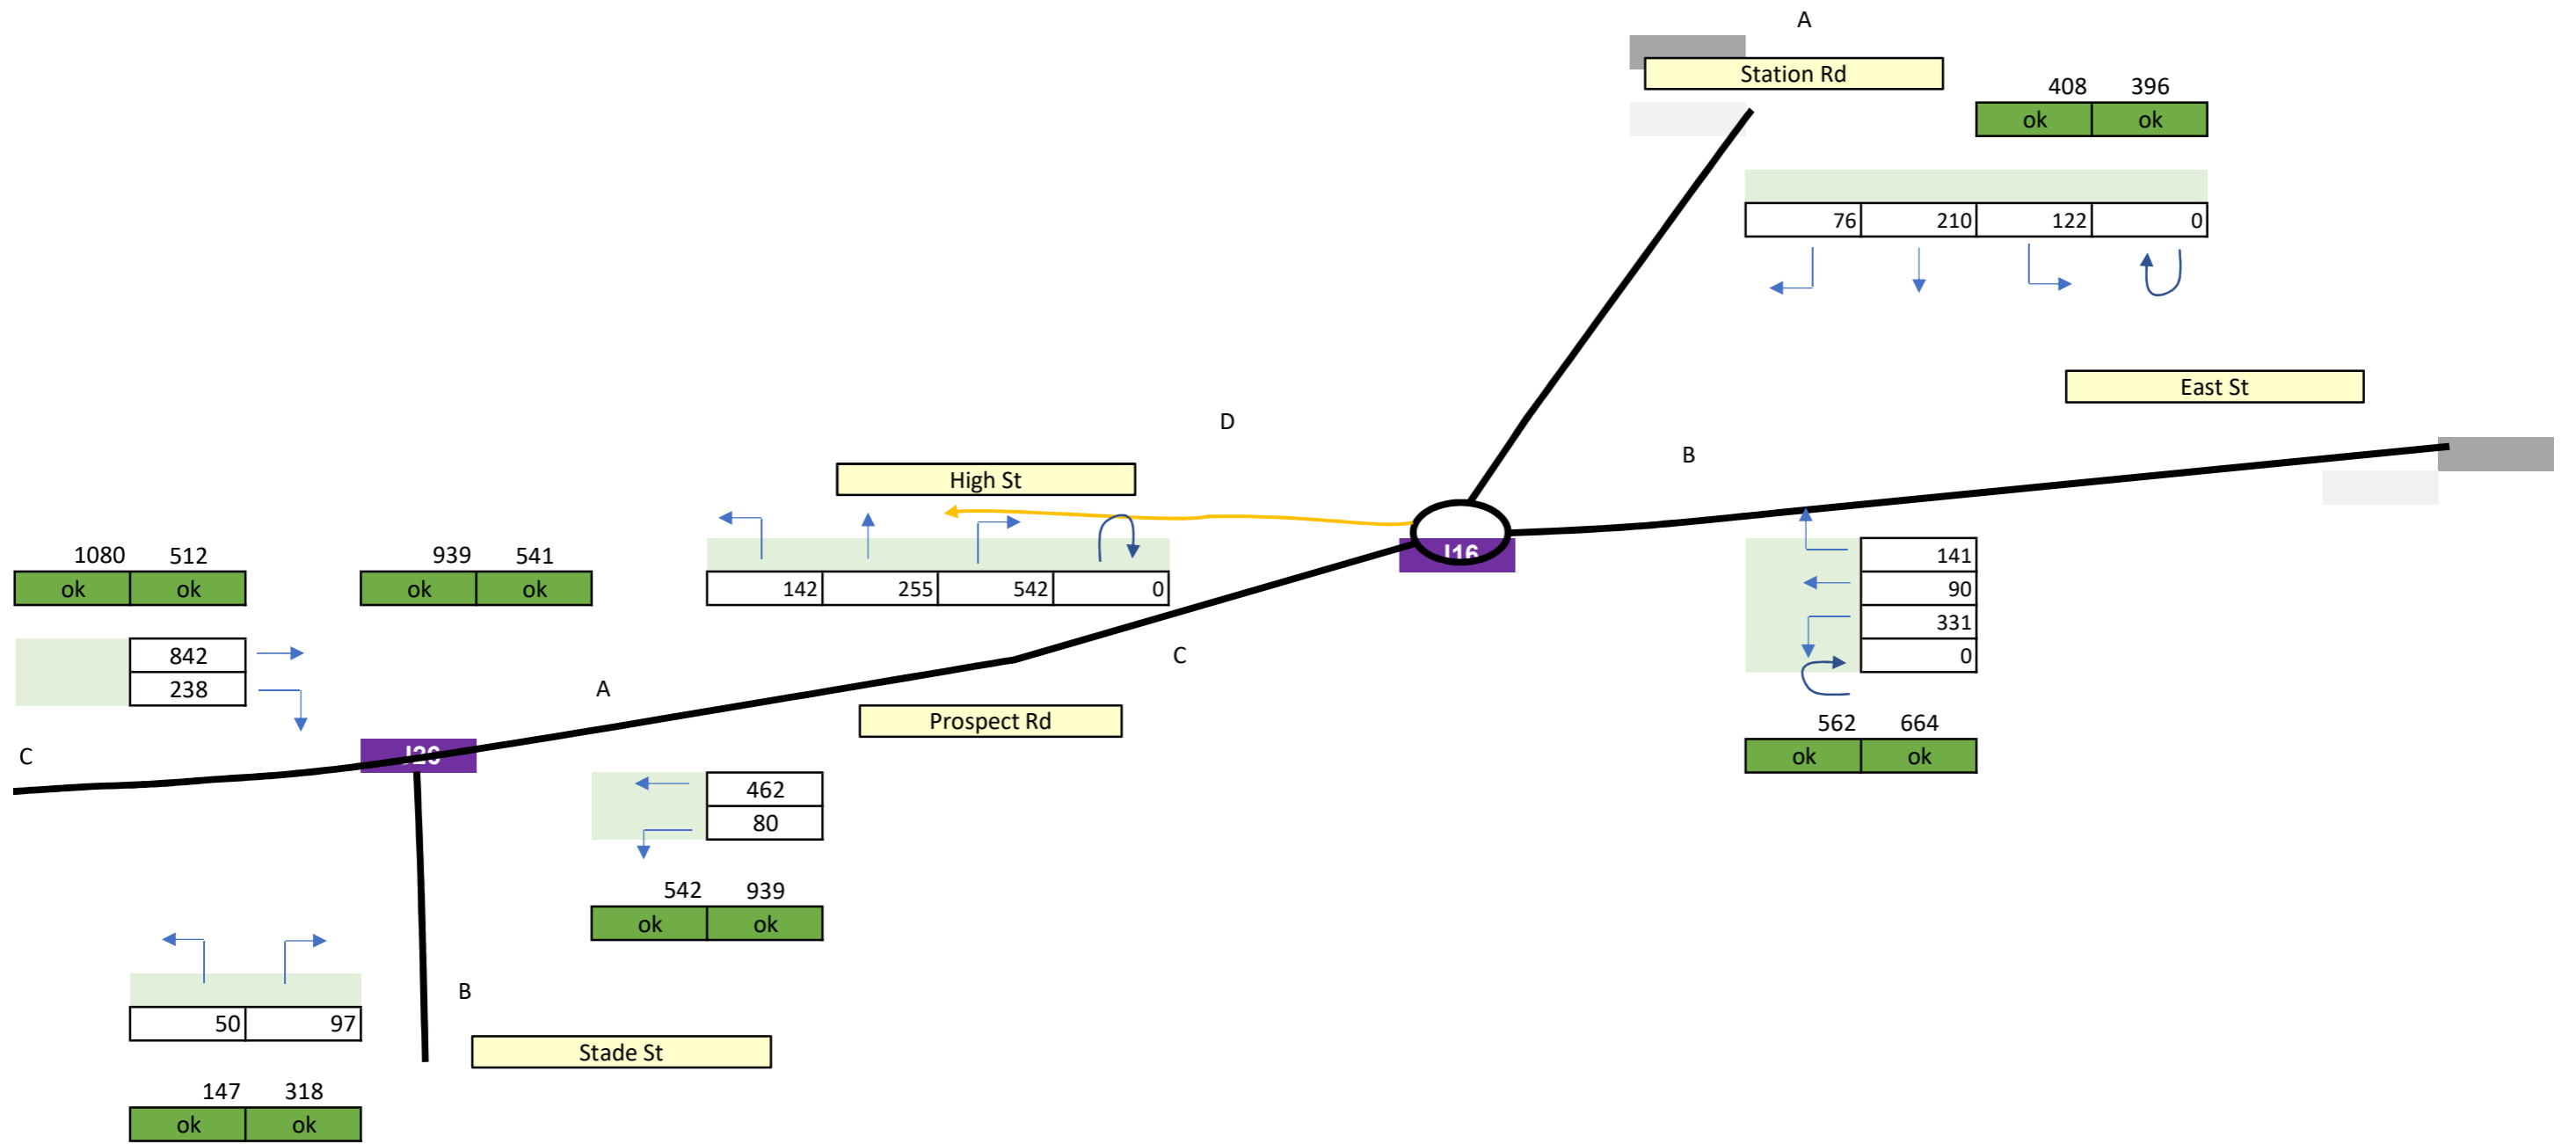 A
Station Rd
408 396
ok ok
76 210 122 0
East St
D
B
High St
J16
1080 512
939 541
ok ok
ok ok
142 255 542 0
141
90
331
0
842
238
C
A
Prospect Rd
562 664
ok ok
C
462
80
542 939
ok ok
B
50 97
Stade St
147 318
ok ok